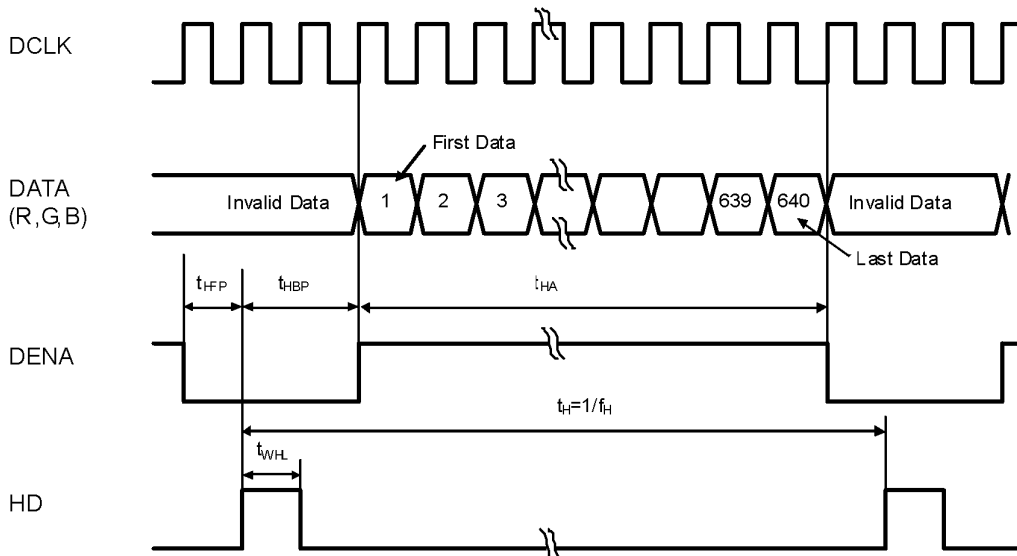 DCLK
First Data
DATA
(R,G,B)
Invalid Data 1 2 3 639 640 Invalid Data
Last Data
tHFP tHBP tHA
DENA
tH=1/fH
tWHL
HD